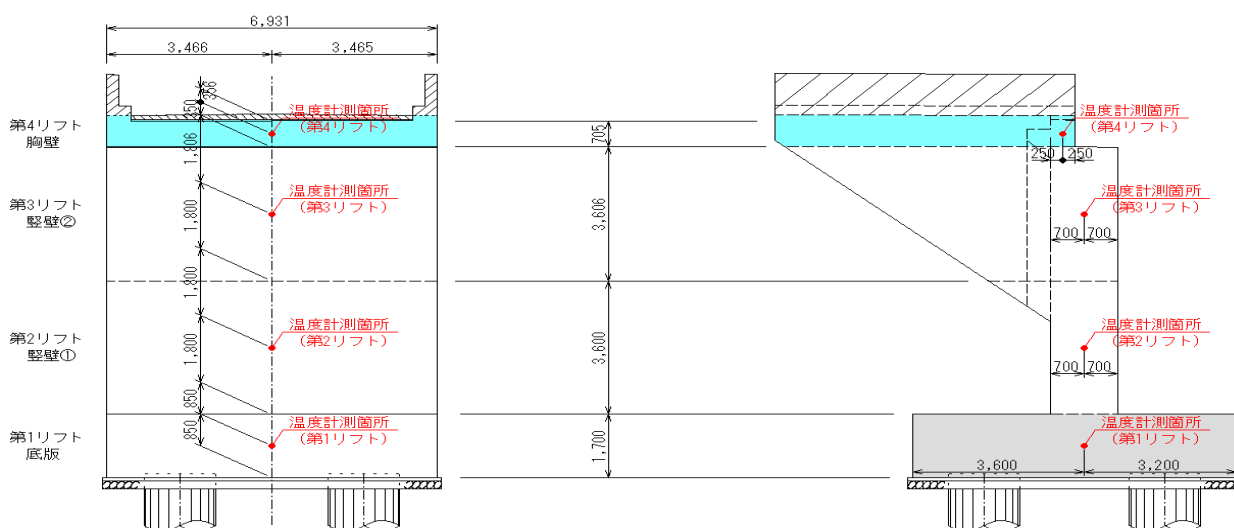 6,931
3,466
3,465
356
350
温度計測箇所
(第4リフト)
第4リフト
胸壁
1,806
705
温度計測箇所
(第4リフト)
250
250
第3リフト
竪壁②
温度計測箇所
(第3リフト)
1,800
3,606
温度計測箇所
(第3リフト)
700
700
1,800
第2リフト
竪壁①
温度計測箇所
(第2リフト)
1,800
3,600
温度計測箇所
(第2リフト)
700
700
850
第1リフト
底版
850
温度計測箇所
(第1リフト)
1,700
温度計測箇所
(第1リフト)
3,600
3,200